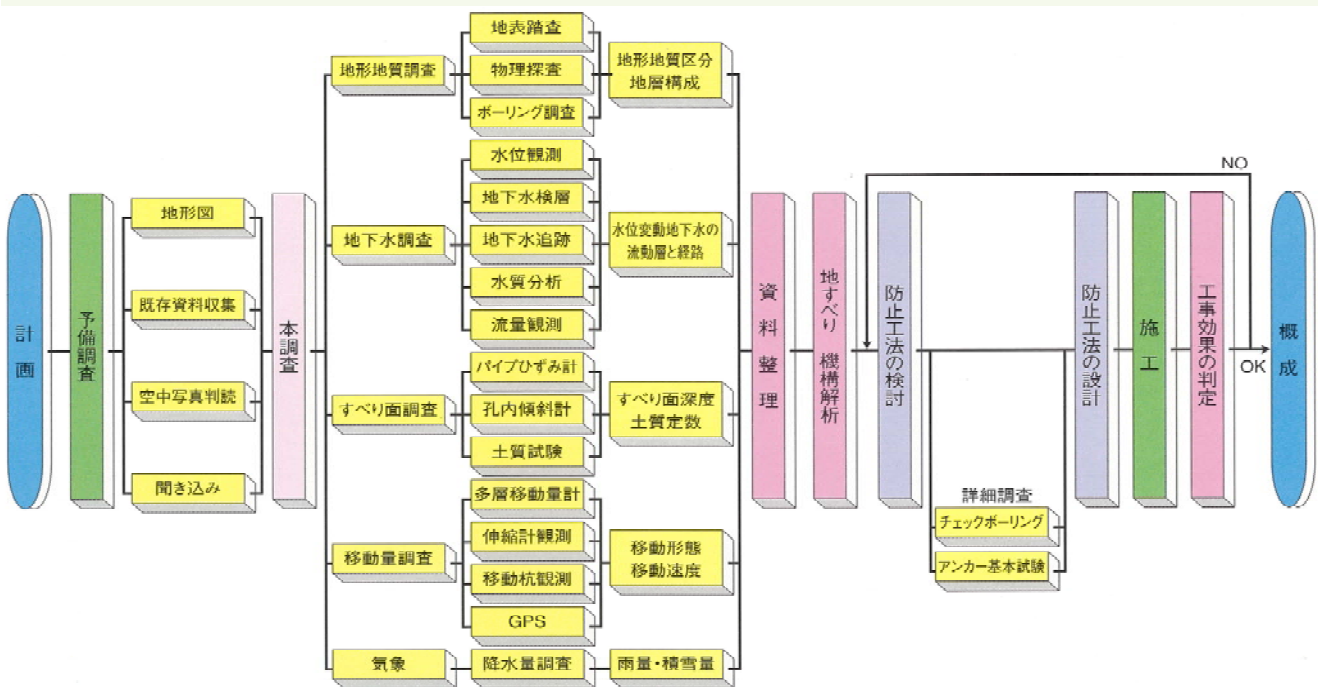 計画
予備調査
地形図
既存資料収集
空中写真判読
聞き込み
本調査
地形地質調査
地表踏査
物理探査
ボーリング調査
地形地質区分
地層構成
地下水調査
水位観測
地下水検層
地下水追跡
水質分析
流量観測
水位変動地下水の
流動層と経路
すべり面調査
パイプひずみ計
孔内傾斜計
土質試験
すべり面深度
土質定数
移動量調査
多層移動量計
伸縮計観測
移動杭観測
GPS
移動形態
移動速度
気象
降水量調査
雨量・積雪量
資料整理
地すべり 機構解析
防止工法の検討
詳細調査
チェックボーリング
アンカー基本試験
防止工法の設計
施工
工事効果の判定
NO
OK
概成